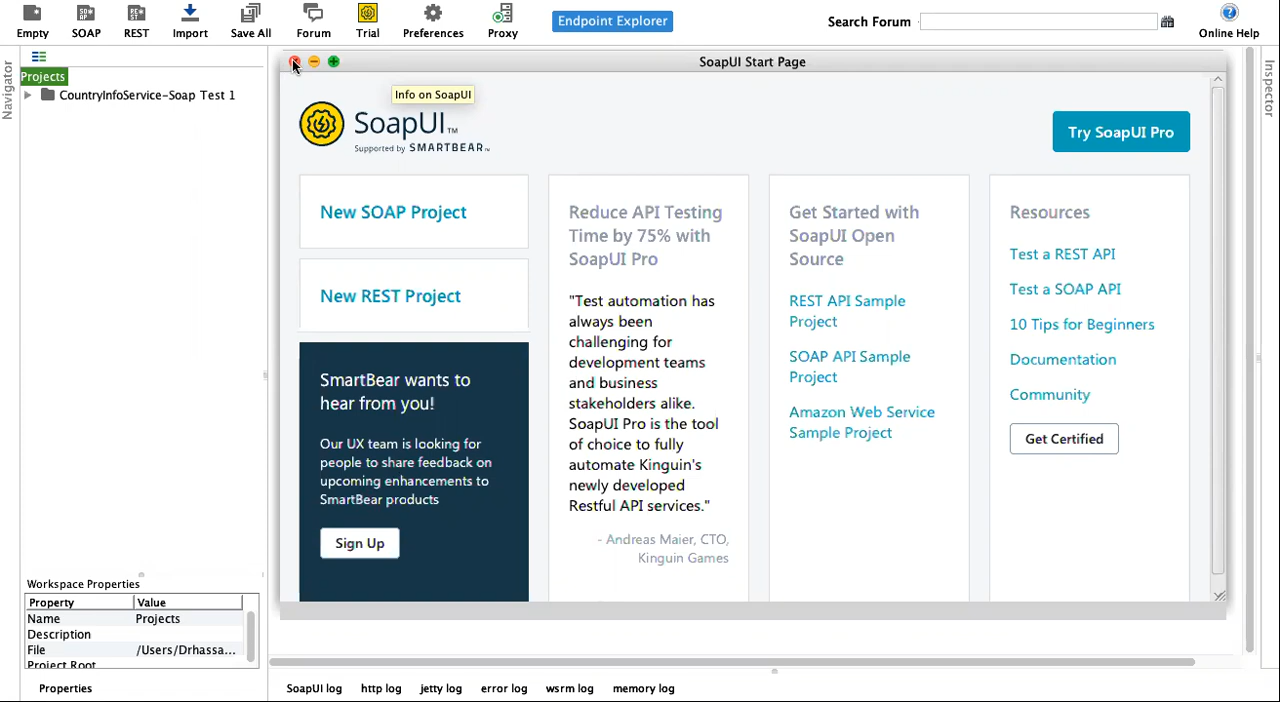 Empty
SOAP
REST
Import
Save All
Forum
Trial
Preferences
Proxy
Endpoint Explorer
Search Forum
Online Help
Navigator
Projects
CountryInfoService-Soap Test 1
SoapUI Start Page
Info on SoapUI
SoapUI™
Supported by SMARTBEAR™
Try SoapUI Pro
New SOAP Project
New REST Project
SmartBear wants to
hear from you!
Our UX team is looking for
people to share feedback on
upcoming enhancements to
SmartBear products
Sign Up
Reduce API Testing
Time by 75% with
SoapUI Pro
"Test automation has
always been
challenging for
development teams
and business
stakeholders alike.
SoapUI Pro is the tool
of choice to fully
automate Kinguin's
newly developed
Restful API services."
- Andreas Maier, CTO,
Kinguin Games
Get Started with
SoapUI Open
Source
REST API Sample
Project
SOAP API Sample
Project
Amazon Web Service
Sample Project
Resources
Test a REST API
Test a SOAP API
10 Tips for Beginners
Documentation
Community
Get Certified
Inspector
Workspace Properties
Property Value
Name Projects
Description
File /Users/Drhassa...
Project Root
Properties
SoapUI log http log jetty log error log wsrm log memory log